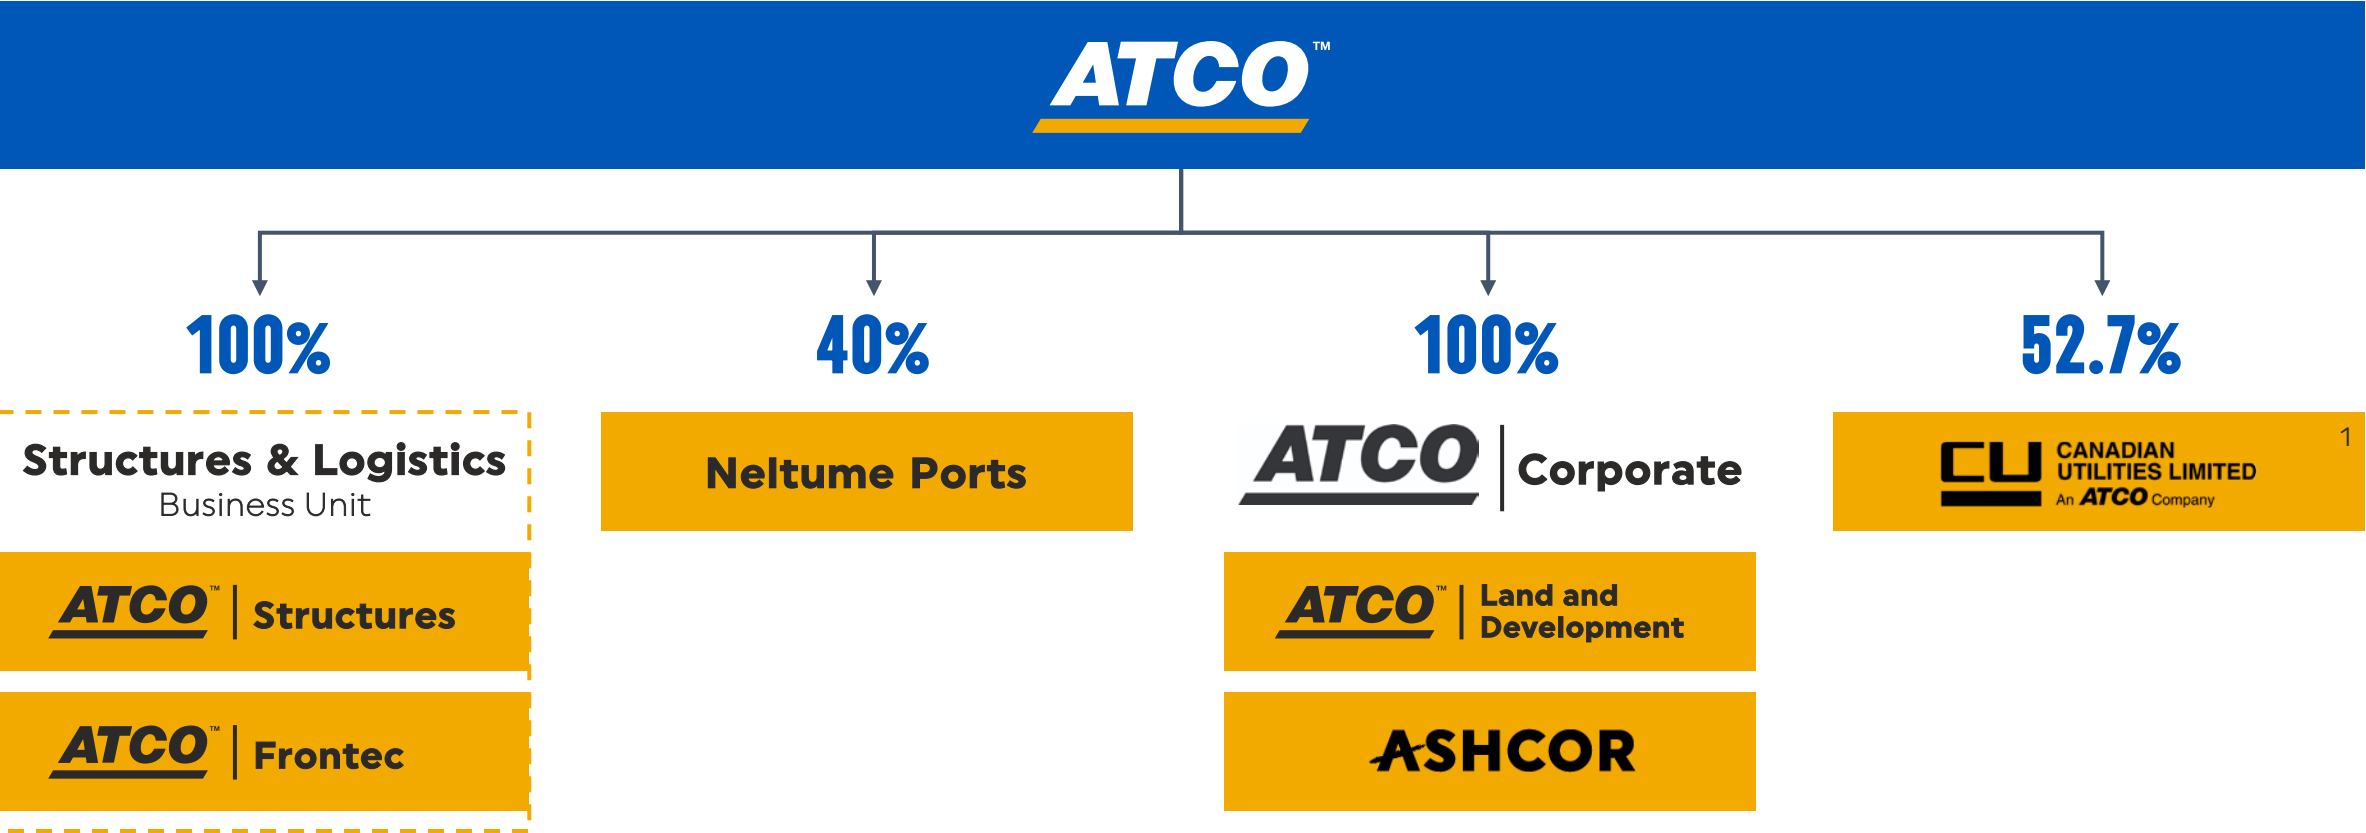 ATCO™
100%
40%
100%
52.7%
Structures & Logistics
Business Unit
ATCO™ Structures
ATCO™ Frontec
Neltume Ports
ATCO Corporate
ATCO™ Land and
Development
ASHCOR
1
CU CANADIAN
UTILITIES LIMITED
An ATCO Company